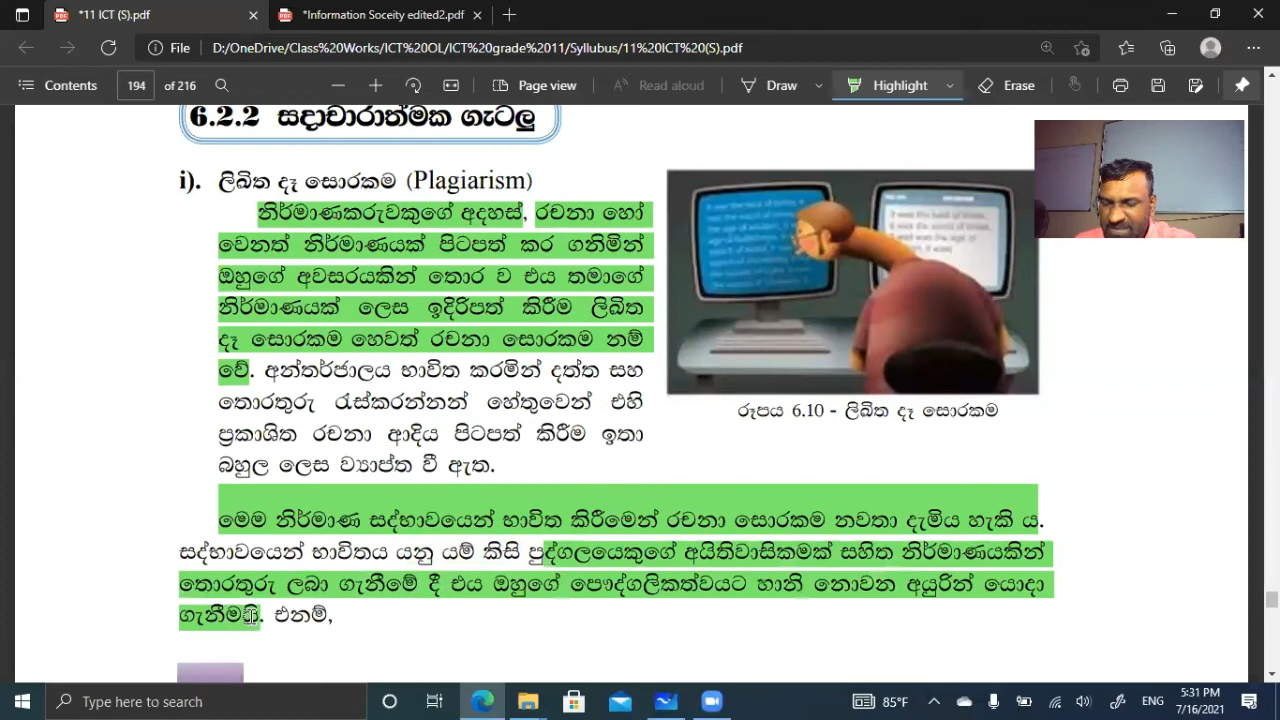 *11 ICT (S).pdf
*Information Soceity edited2.pdf
File
D:/OneDrive/Class%20Works/ICT%20OL/ICT%20grade%2011/Syllabus/11%20ICT%20(S).pdf
Contents
194 of 216
Page view
Read aloud
Draw
Highlight
Erase
6.2.2 සදාචාරාත්මක ගැටලු
i). ලිඛිත දෑ සොරකම (Plagiarism)
නිර්මාණකරුවකුගේ අදහස්, රචනා හෝ
වෙනත් නිර්මාණයක් පිටපත් කර ගනිමින්
ඔහුගේ අවසරයකින් තොර ව එය තමාගේ
නිර්මාණයක් ලෙස ඉදිරිපත් කිරීම ලිඛිත
දෑ සොරකම හෙවත් රචනා සොරකම නම්
වේ. අන්තර්ජාලය භාවිත කරමින් දත්ත සහ
තොරතුරු රැස්කරන්නන් හේතුවෙන් එහි
ප්‍රකාශිත රචනා ආදිය පිටපත් කිරීම ඉතා
බහුල ලෙස ව්‍යාප්ත වී ඇත.
රූපය 6.10 - ලිඛිත දෑ සොරකම
මෙම නිර්මාණ සද්භාවයෙන් භාවිත කිරීමෙන් රචනා සොරකම නවතා දැමිය හැකි ය.
සද්භාවයෙන් භාවිතය යනු යම් කිසි පුද්ගලයෙකුගේ අයිතිවාසිකමක් සහිත නිර්මාණයකින්
තොරතුරු ලබා ගැනීමේ දී එය ඔහුගේ පෞද්ගලිකත්වයට හානි නොවන අයුරින් යොදා
ගැනීමයි. එනම්,
Type here to search
85°F
ENG
5:31 PM
7/16/2021